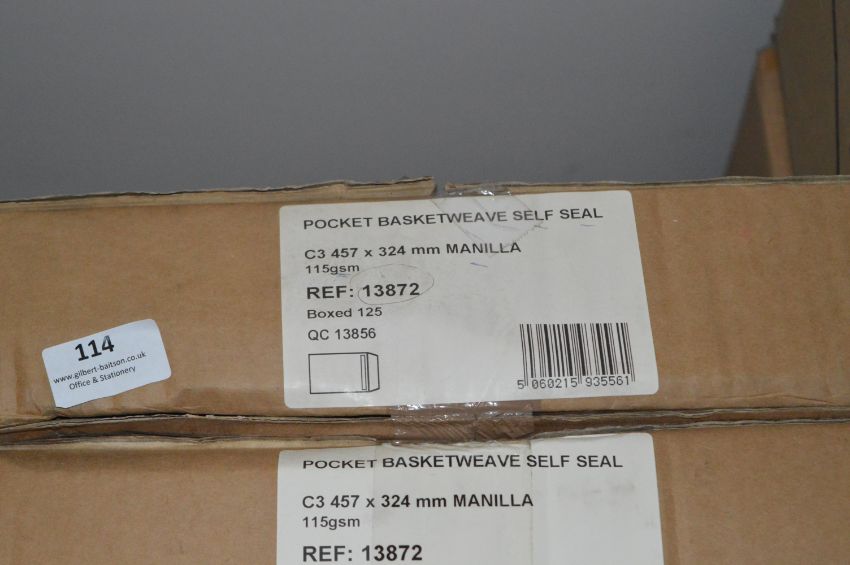 POCKET BASKETWEAVE SELF SEAL
C3 457 x 324 mm MANILLA
115gsm
REF: 13872
Boxed 125
QC 13856
5 060215 935561
114
www.gilbert-baitson.co.uk
Office & Stationery
POCKET BASKETWEAVE SELF SEAL
C3 457 x 324 mm MANILLA
115gsm
REF: 13872